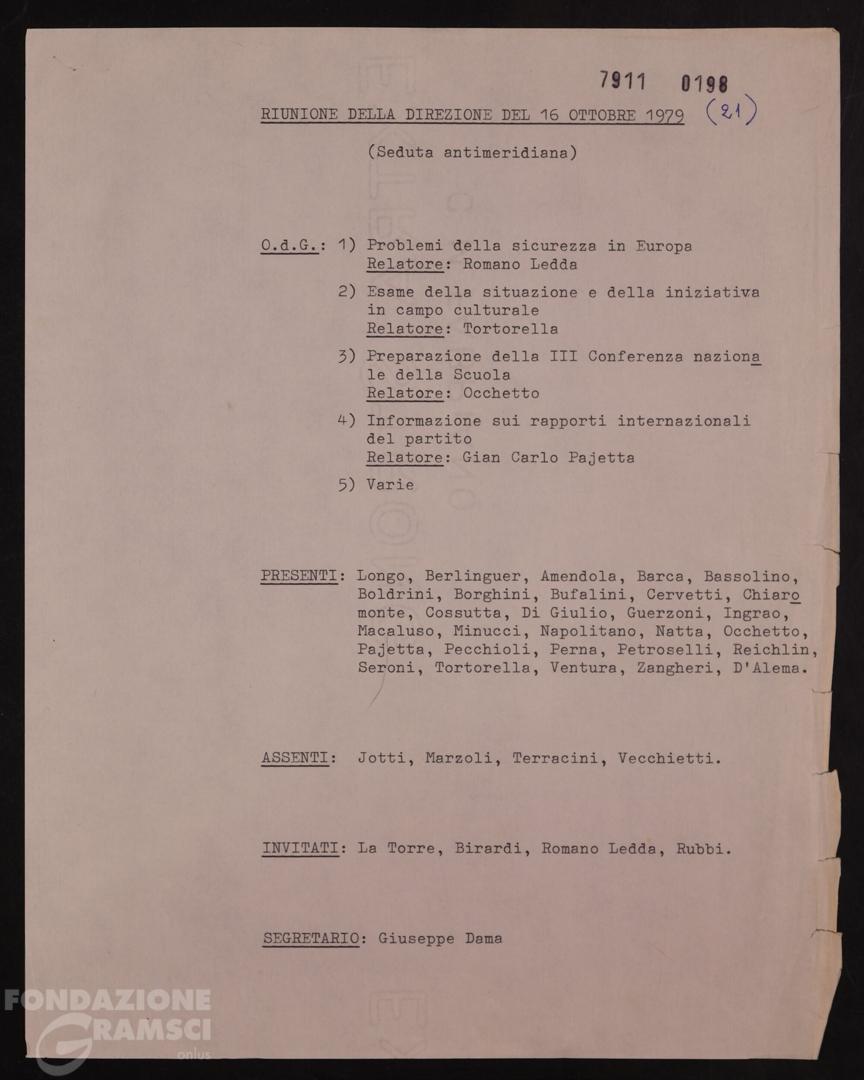 7911 0198
RIUNIONE DELLA DIREZIONE DEL 16 OTTOBRE 1979 (21)
(Seduta antimeridiana)
O.d.G.: 1) Problemi della sicurezza in Europa
Relatore: Romano Ledda
2) Esame della situazione e della iniziativa
in campo culturale
Relatore: Tortorella
3) Preparazione della III Conferenza naziona
le della Scuola
Relatore: Occhetto
4) Informazione sui rapporti internazionali
del partito
Relatore: Gian Carlo Pajetta
5) Varie
PRESENTI: Longo, Berlinguer, Amendola, Barca, Bassolino,
Boldrini, Borghini, Bufalini, Cervetti, Chiaro
monte, Cossutta, Di Giulio, Guerzoni, Ingrao,
Macaluso, Minucci, Napolitano, Natta, Occhetto,
Pajetta, Pecchioli, Perna, Petroselli, Reichlin,
Seroni, Tortorella, Ventura, Zangheri, D'Alema.
ASSENTI: Jotti, Marzoli, Terracini, Vecchietti.
INVITATI: La Torre, Birardi, Romano Ledda, Rubbi.
SEGRETARIO: Giuseppe Dama
FONDAZIONE
GRAMSCI
onlus